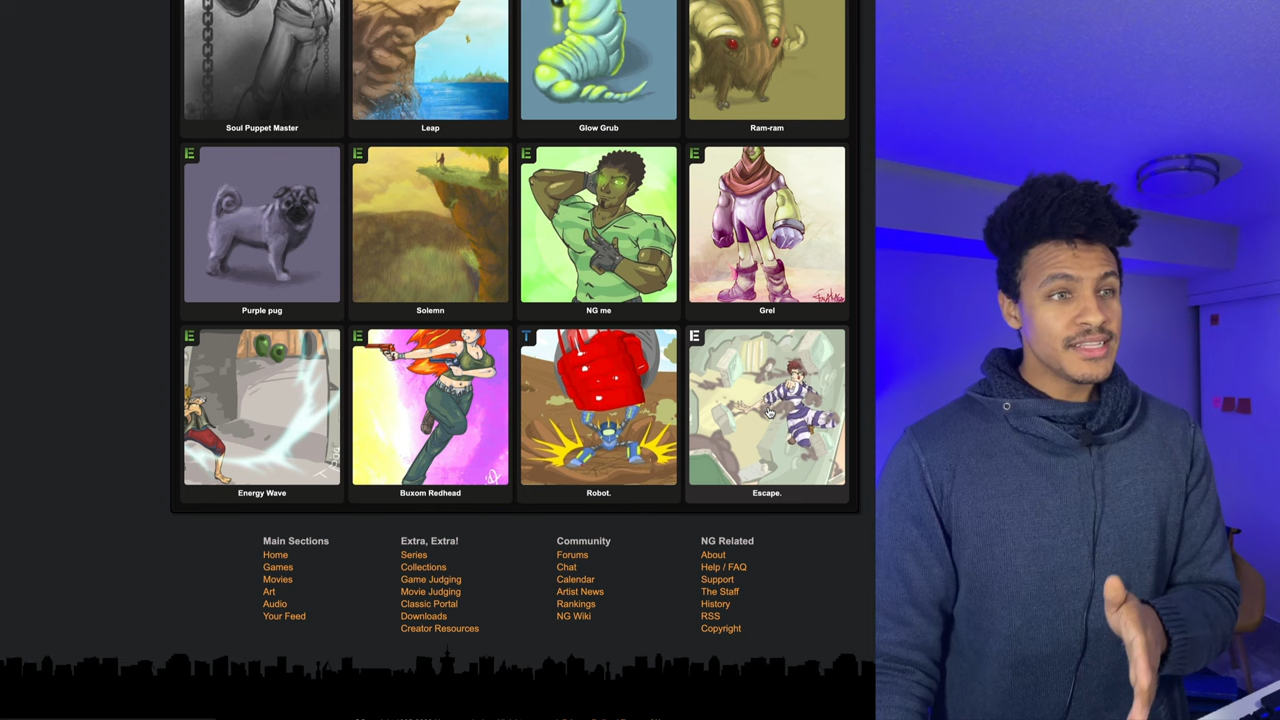 Soul Puppet Master
Leap
Glow Grub
Ram-ram
E
E
E
E
Purple pug
Solemn
NG me
Grel
E
E
T
E
Energy Wave
Buxom Redhead
Robot.
Escape.
Main Sections
Home
Games
Movies
Art
Audio
Your Feed
Extra, Extra!
Series
Collections
Game Judging
Movie Judging
Classic Portal
Downloads
Creator Resources
Community
Forums
Chat
Calendar
Artist News
Rankings
NG Wiki
NG Related
About
Help / FAQ
Support
The Staff
History
RSS
Copyright